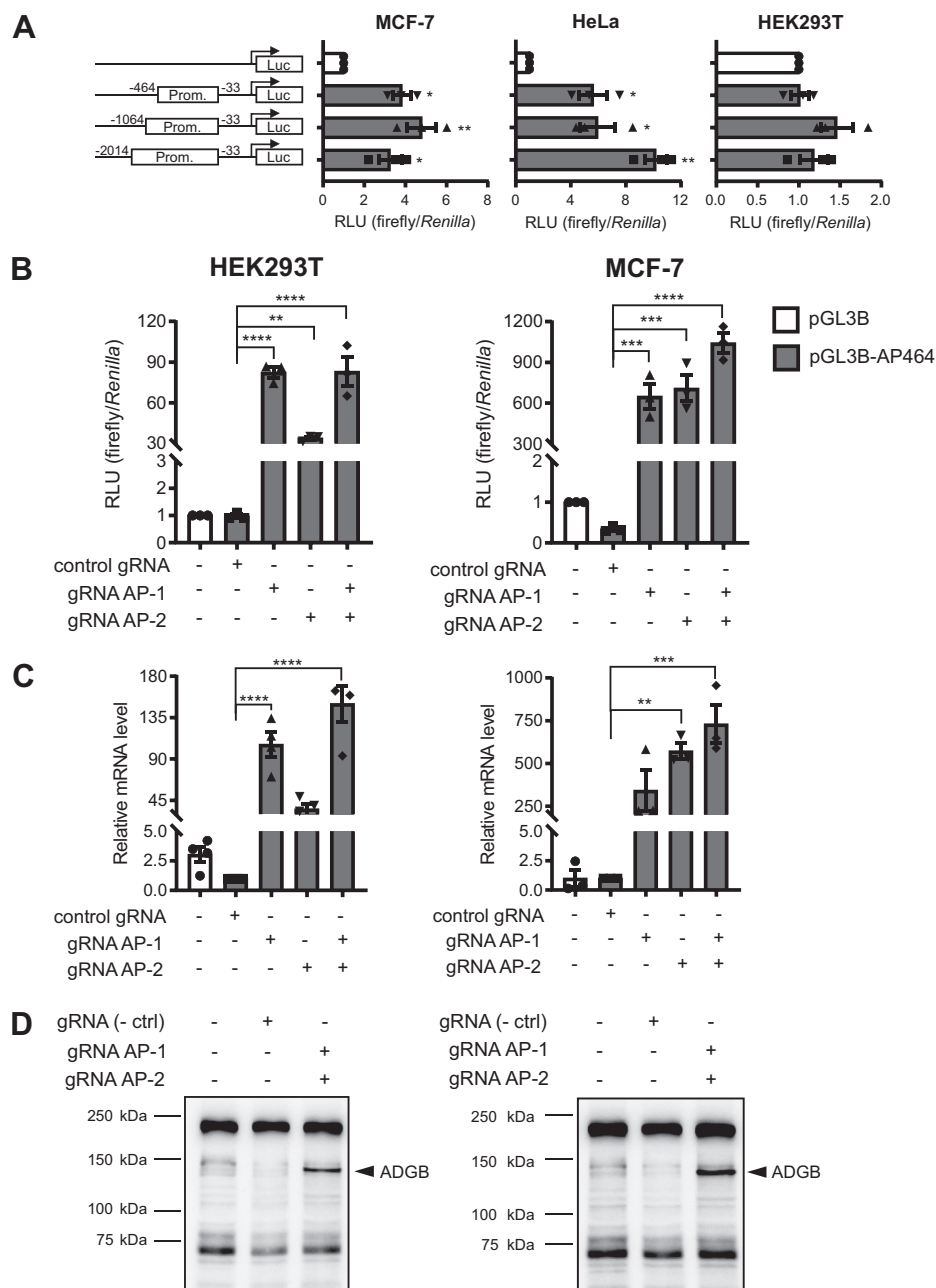 A
MCF-7
HeLa
HEK293T
Luc
-464
Prom.
-33
Luc
*
*
-1064
Prom.
-33
Luc
**
*
-2014
Prom.
-33
Luc
*
**
0 2 4 6 8
0 4 8 12
0.0 0.5 1.0 1.5 2.0
RLU (firefly/Renilla)
RLU (firefly/Renilla)
RLU (firefly/Renilla)
B
HEK293T
MCF-7
pGL3B
pGL3B-AP464
RLU (firefly/Renilla)
120
90
60
30
3
2
1
0
****
**
****
control gRNA - + - - -
gRNA AP-1 - - + - +
gRNA AP-2 - - - + +
RLU (firefly/Renilla)
1200
900
600
300
2
1
0
****
***
***
control gRNA - + - - -
gRNA AP-1 - - + - +
gRNA AP-2 - - - + +
C
Relative mRNA level
180
135
90
45
5.0
2.5
0.0
****
****
control gRNA - + - - -
gRNA AP-1 - - + - +
gRNA AP-2 - - - + +
Relative mRNA level
1000
750
500
250
5.0
2.5
0.0
***
**
control gRNA - + - - -
gRNA AP-1 - - + - +
gRNA AP-2 - - - + +
D
gRNA (- ctrl) - + -
gRNA AP-1 - - +
gRNA AP-2 - - +
250 kDa
150 kDa
ADGB
100 kDa
75 kDa
gRNA (- ctrl) - + -
gRNA AP-1 - - +
gRNA AP-2 - - +
250 kDa
150 kDa
ADGB
100 kDa
75 kDa